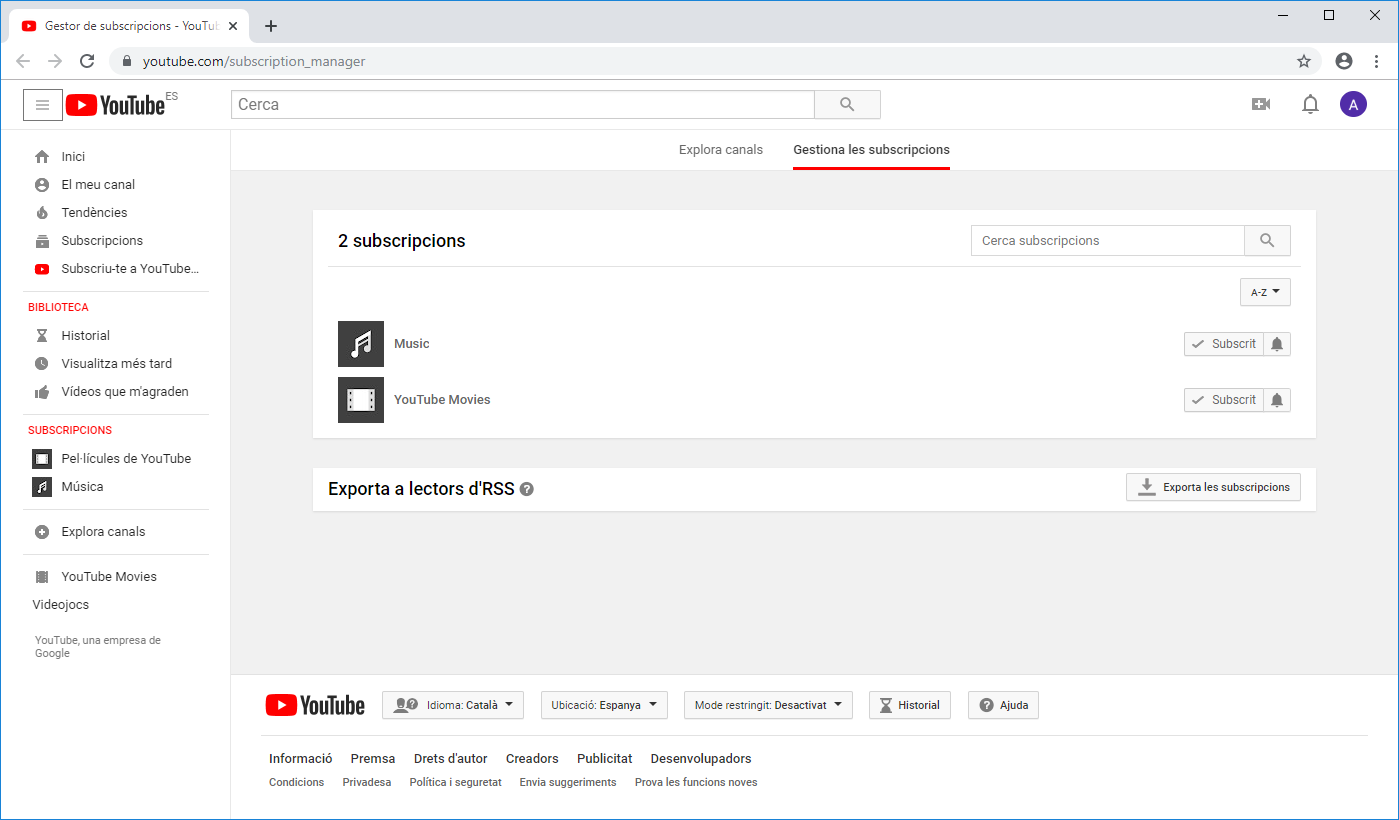 Gestor de subscripcions - YouTub
youtube.com/subscription_manager
YouTube ES
Cerca
A
Inici
El meu canal
Tendències
Subscripcions
Subscriu-te a YouTube...
BIBLIOTECA
Historial
Visualitza més tard
Vídeos que m'agraden
SUBSCRIPCIONS
Pel·lícules de YouTube
Música
Explora canals
YouTube Movies
Videojocs
YouTube, una empresa de
Google
Explora canals
Gestiona les subscripcions
2 subscripcions
Cerca subscripcions
A-Z
Music
Subscrit
YouTube Movies
Subscrit
Exporta a lectors d'RSS ?
Exporta les subscripcions
YouTube
Idioma: Català
Ubicació: Espanya
Mode restringit: Desactivat
Historial
Ajuda
Informació Premsa Drets d'autor Creadors Publicitat Desenvolupadors
Condicions Privadesa Política i seguretat Envia suggeriments Prova les funcions noves